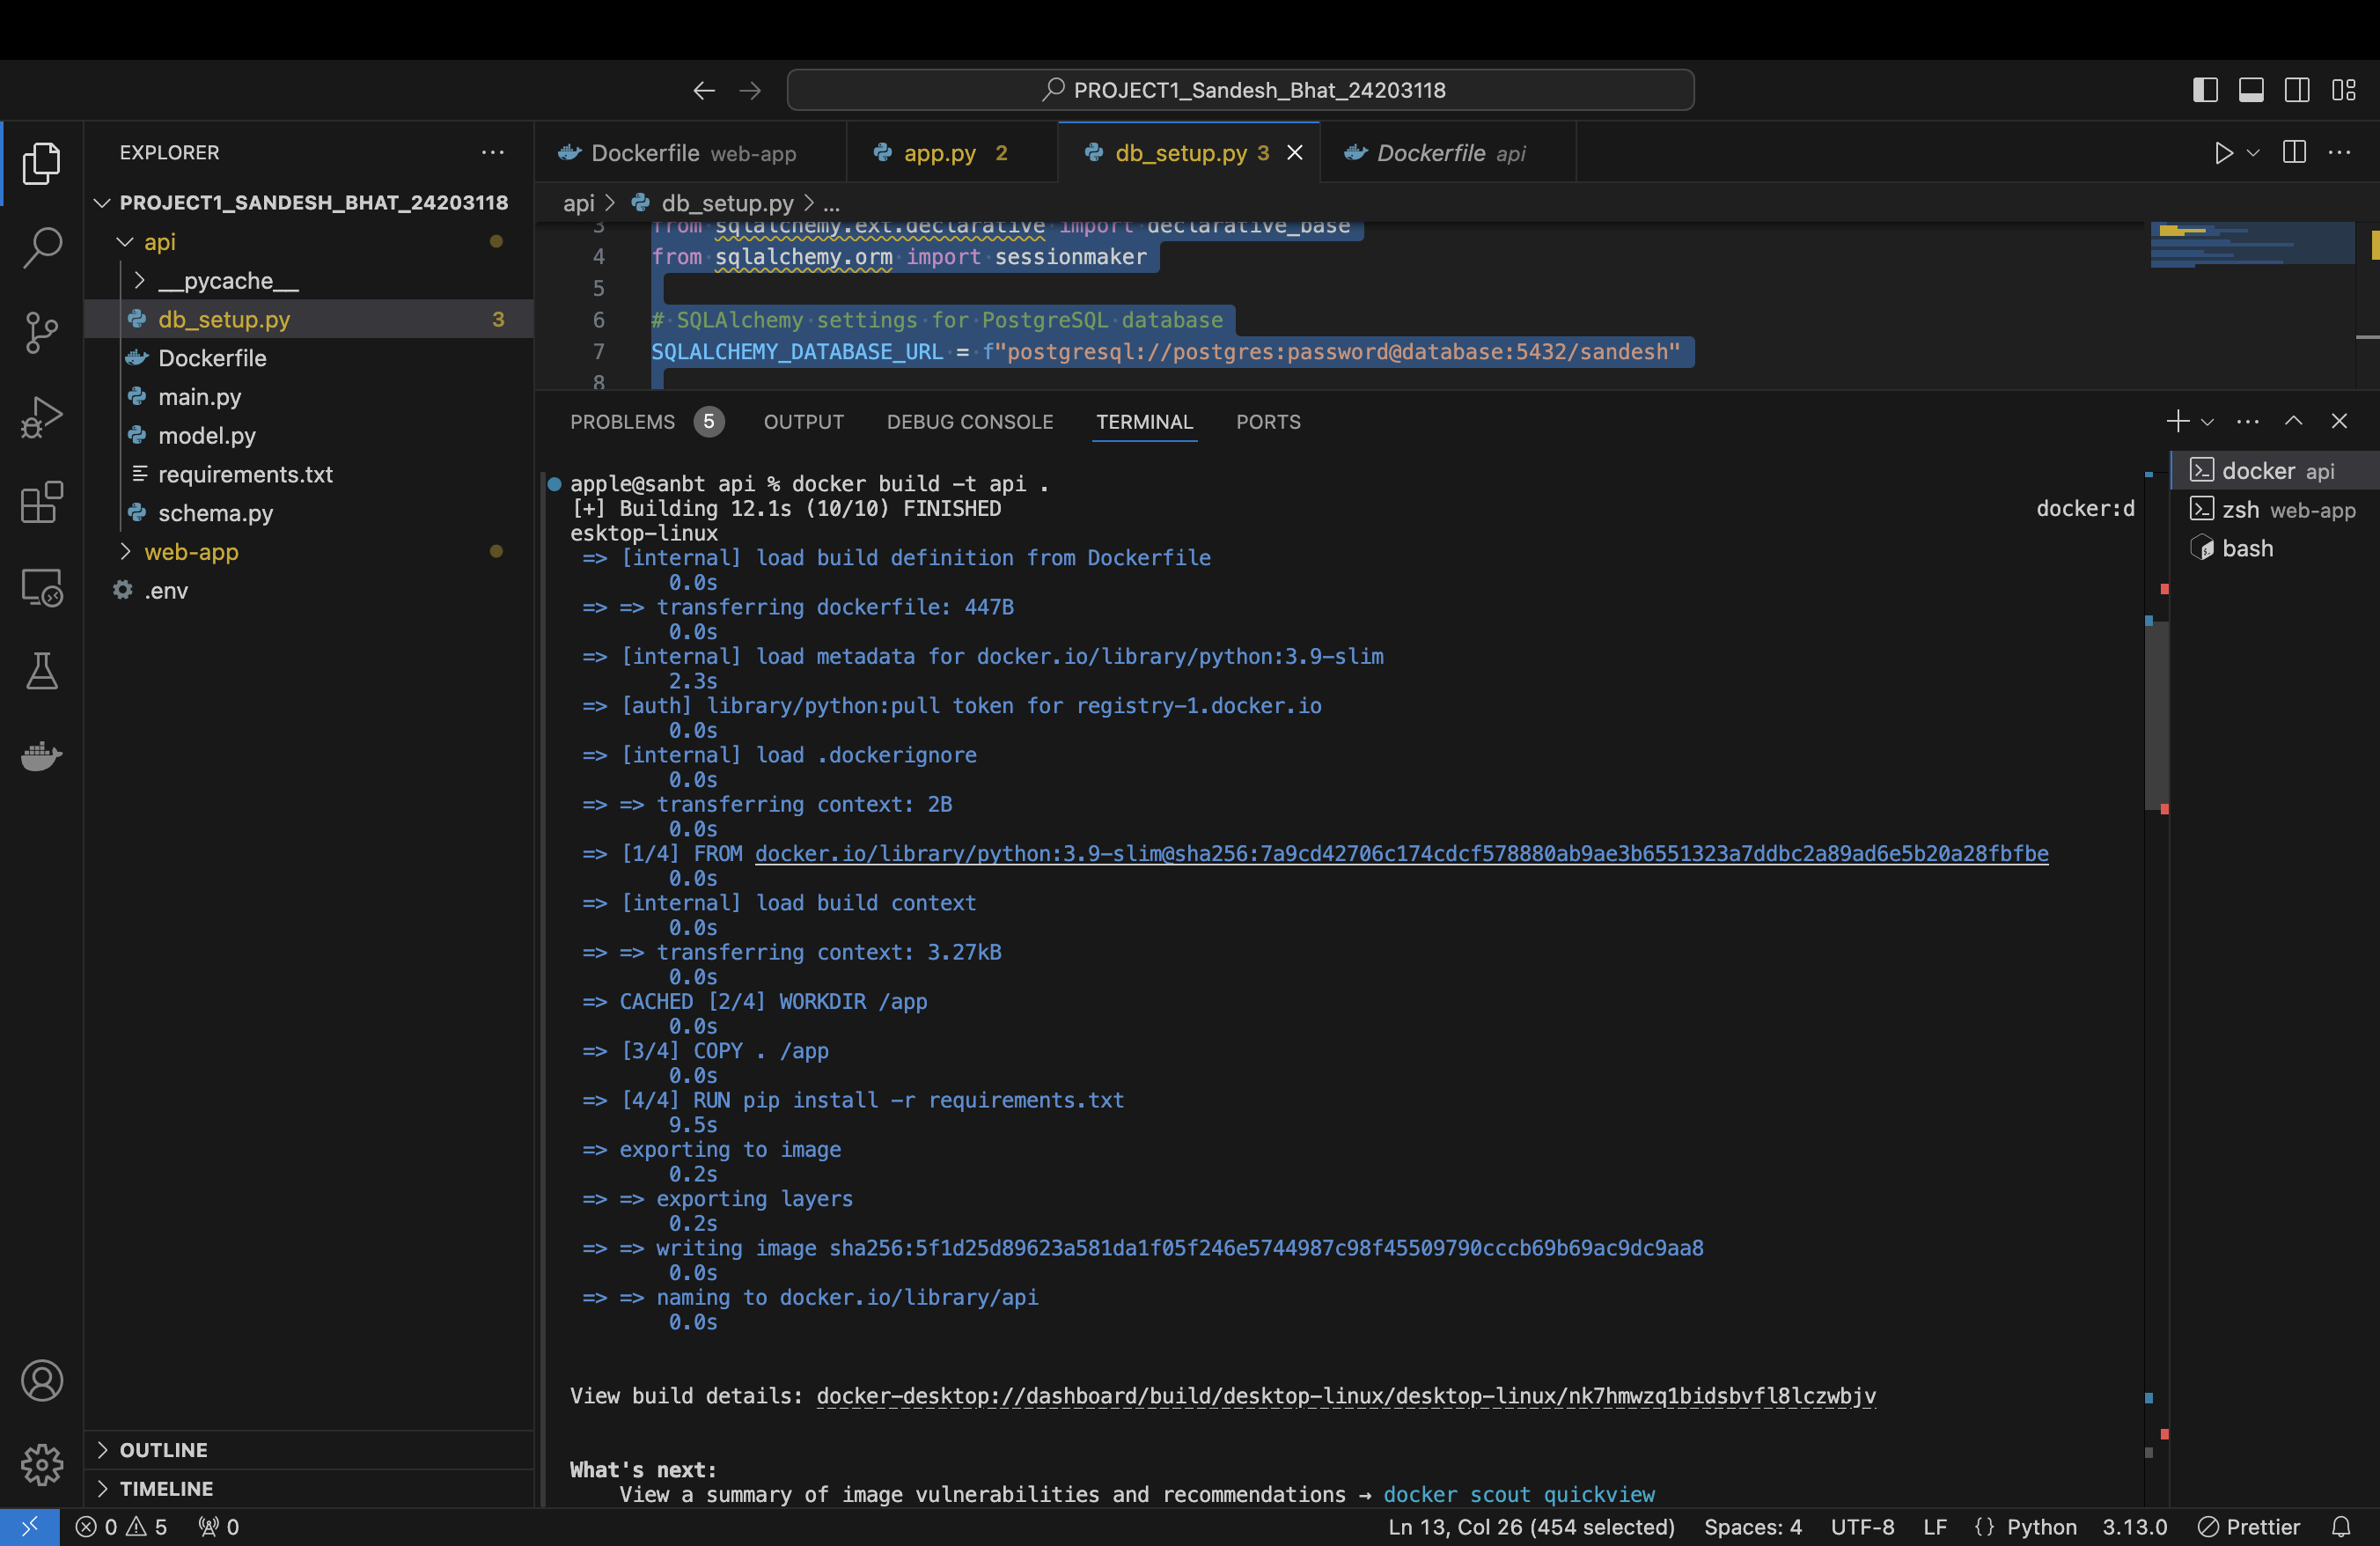 PROJECT1_Sandesh_Bhat_24203118
EXPLORER
PROJECT1_SANDESH_BHAT_24203118
api
__pycache__
db_setup.py 3
Dockerfile
main.py
model.py
requirements.txt
schema.py
web-app
.env
OUTLINE
TIMELINE
Dockerfile web-app
app.py 2
db_setup.py 3
Dockerfile api
api > db_setup.py > ...
3 from sqlalchemy.ext.declarative import declarative_base
4 from sqlalchemy.orm import sessionmaker
5
6 # SQLAlchemy settings for PostgreSQL database
7 SQLALCHEMY_DATABASE_URL = f"postgresql://postgres:password@database:5432/sandesh"
8
PROBLEMS 5 OUTPUT DEBUG CONSOLE TERMINAL PORTS
apple@sanbt api % docker build -t api .
[+] Building 12.1s (10/10) FINISHED docker:d
esktop-linux
=> [internal] load build definition from Dockerfile
0.0s
=> => transferring dockerfile: 447B
0.0s
=> [internal] load metadata for docker.io/library/python:3.9-slim
2.3s
=> [auth] library/python:pull token for registry-1.docker.io
0.0s
=> [internal] load .dockerignore
0.0s
=> => transferring context: 2B
0.0s
=> [1/4] FROM docker.io/library/python:3.9-slim@sha256:7a9cd42706c174cdcf578880ab9ae3b6551323a7ddbc2a89ad6e5b20a28fbfbe
0.0s
=> [internal] load build context
0.0s
=> => transferring context: 3.27kB
0.0s
=> CACHED [2/4] WORKDIR /app
0.0s
=> [3/4] COPY . /app
0.0s
=> [4/4] RUN pip install -r requirements.txt
9.5s
=> exporting to image
0.2s
=> => exporting layers
0.2s
=> => writing image sha256:5f1d25d89623a581da1f05f246e5744987c98f45509790cccb69b69ac9dc9aa8
0.0s
=> => naming to docker.io/library/api
0.0s
View build details: docker-desktop://dashboard/build/desktop-linux/desktop-linux/nk7hmwzq1bidsbvfl8lczwbjv
What's next:
View a summary of image vulnerabilities and recommendations → docker scout quickview
docker api
zsh web-app
bash
0 5 0
Ln 13, Col 26 (454 selected) Spaces: 4 UTF-8 LF {} Python 3.13.0 Prettier